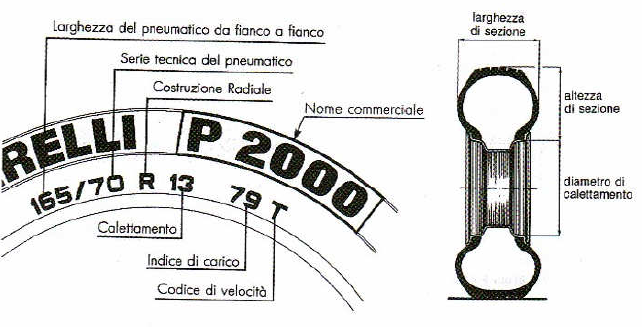 Larghezza del pneumatico da fianco a fianco
Serie tecnica del pneumatico
Costruzione Radiale
Nome commerciale
RELLI P 2000
165/70 R 13 79 T
Calettamento
Indice di carico
Codice di velocità
larghezza
di sezione
altezza
di sezione
diametro di
calettamento